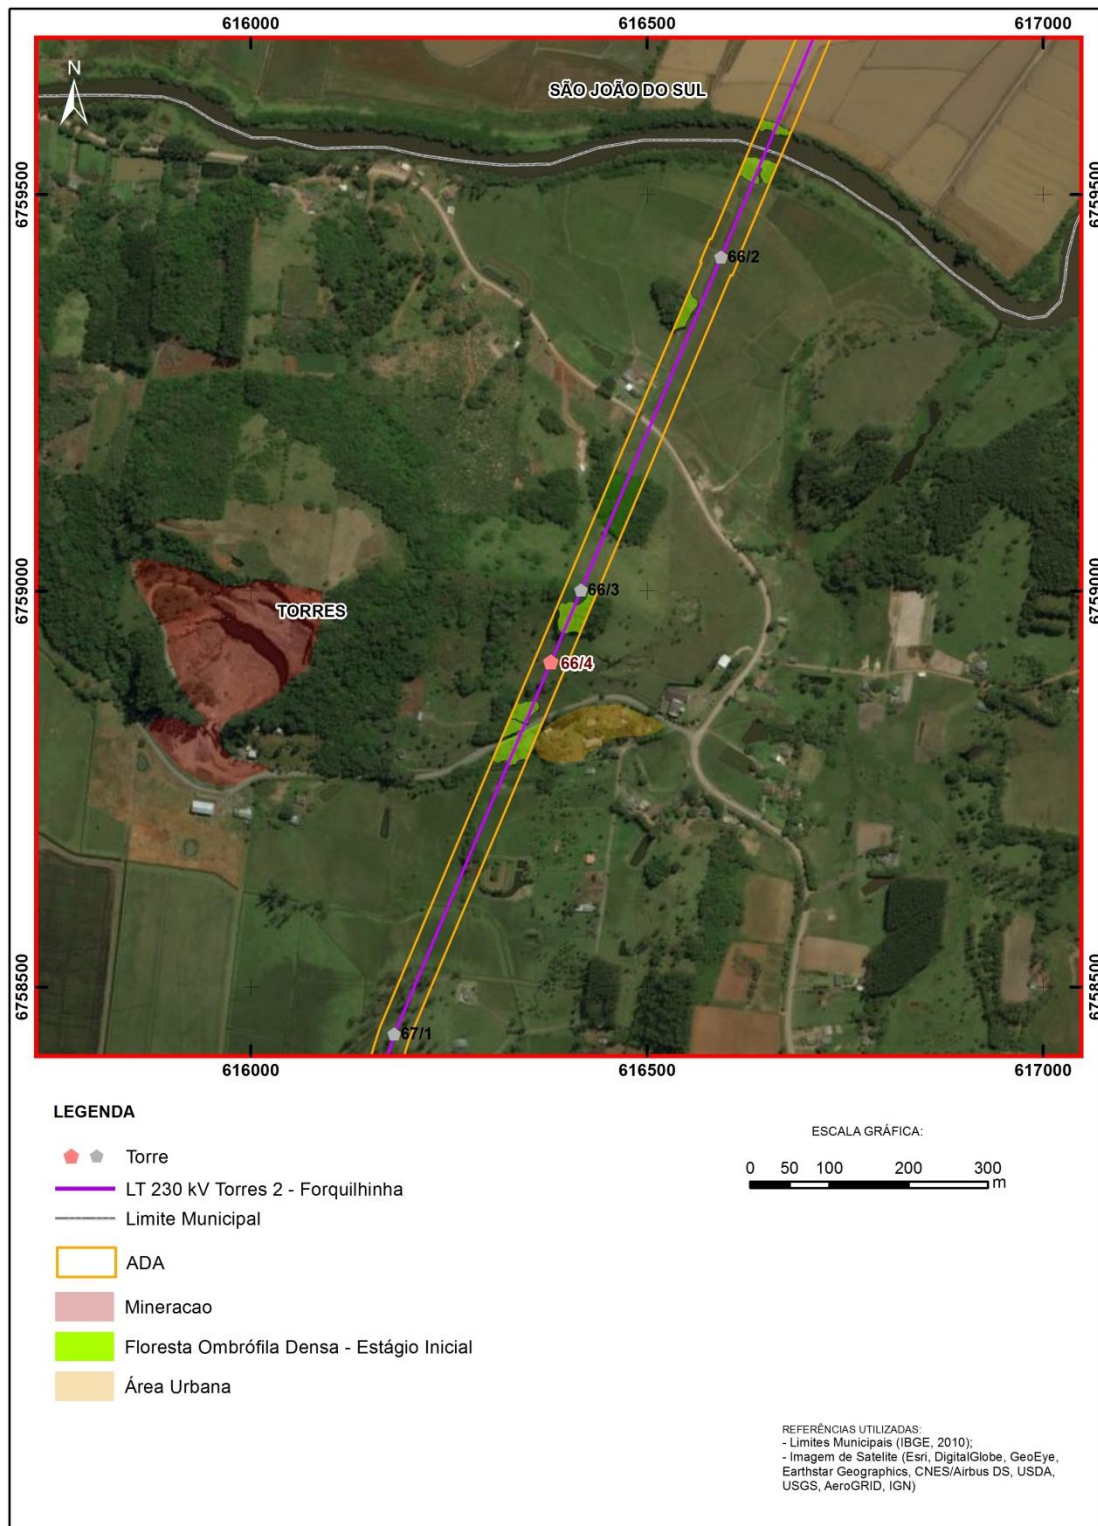 616000
616500
617000
N
SÃO JOÃO DO SUL
6759500
6759500
66/2
6759000
6759000
66/3
TORRES
66/4
6758500
6758500
67/1
616000
616500
617000
LEGENDA
Torre
LT 230 kV Torres 2 - Forquilhinha
Limite Municipal
ADA
Mineracao
Floresta Ombrófila Densa - Estágio Inicial
Área Urbana
ESCALA GRÁFICA:
0 50 100 200 300
m
REFERÊNCIAS UTILIZADAS:
- Limites Municipais (IBGE, 2010);
- Imagem de Satelite (Esri, DigitalGlobe, GeoEye,
Earthstar Geographics, CNES/Airbus DS, USDA,
USGS, AeroGRID, IGN)